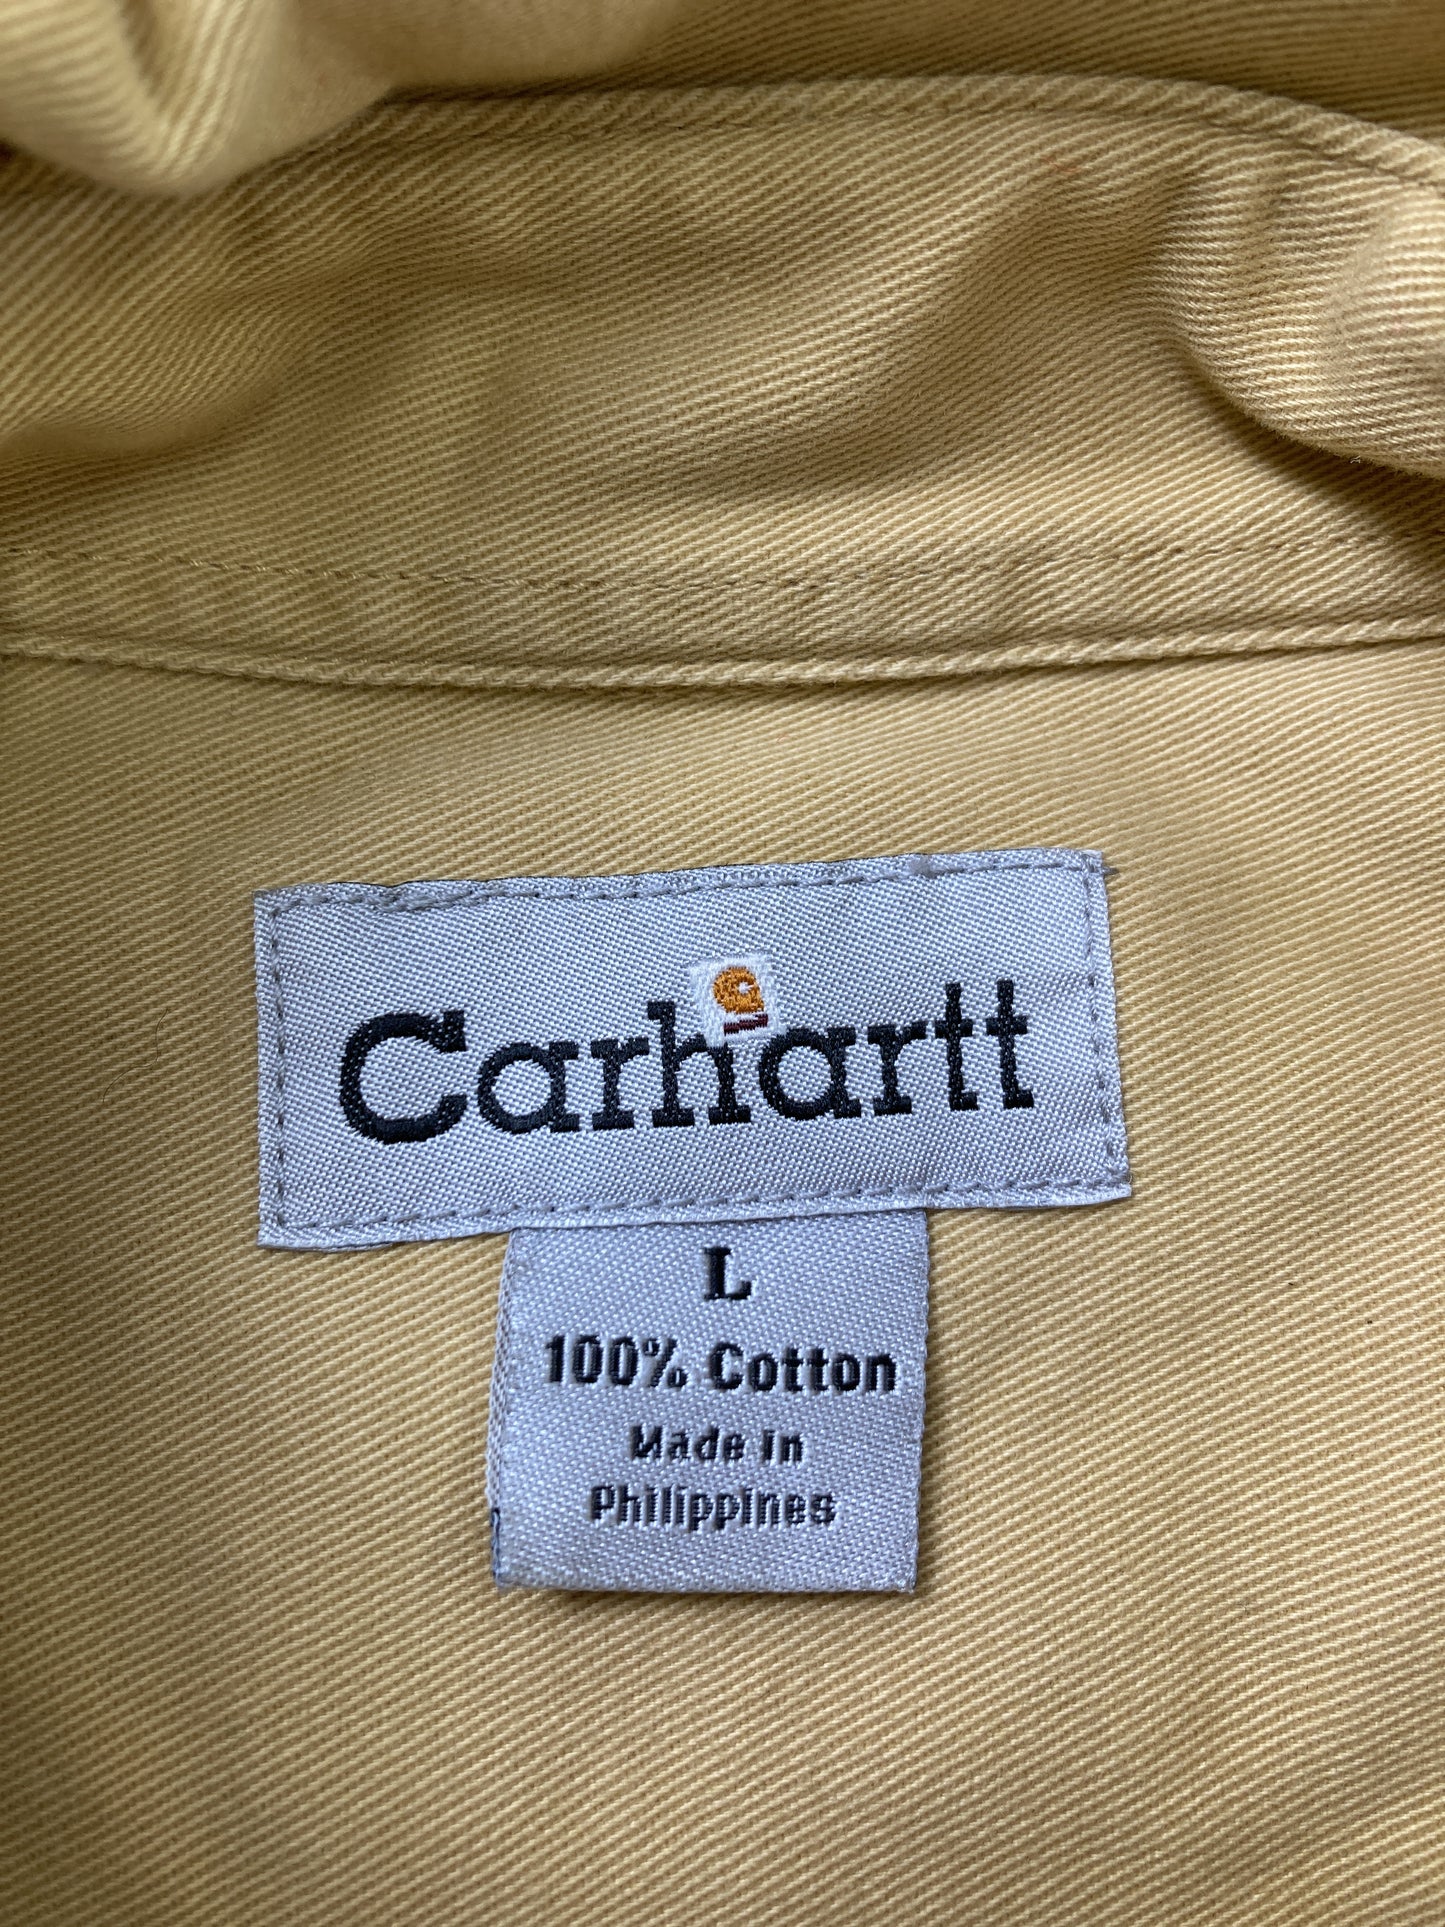 Carhartt
L
100% Cotton
Made in
Philippines